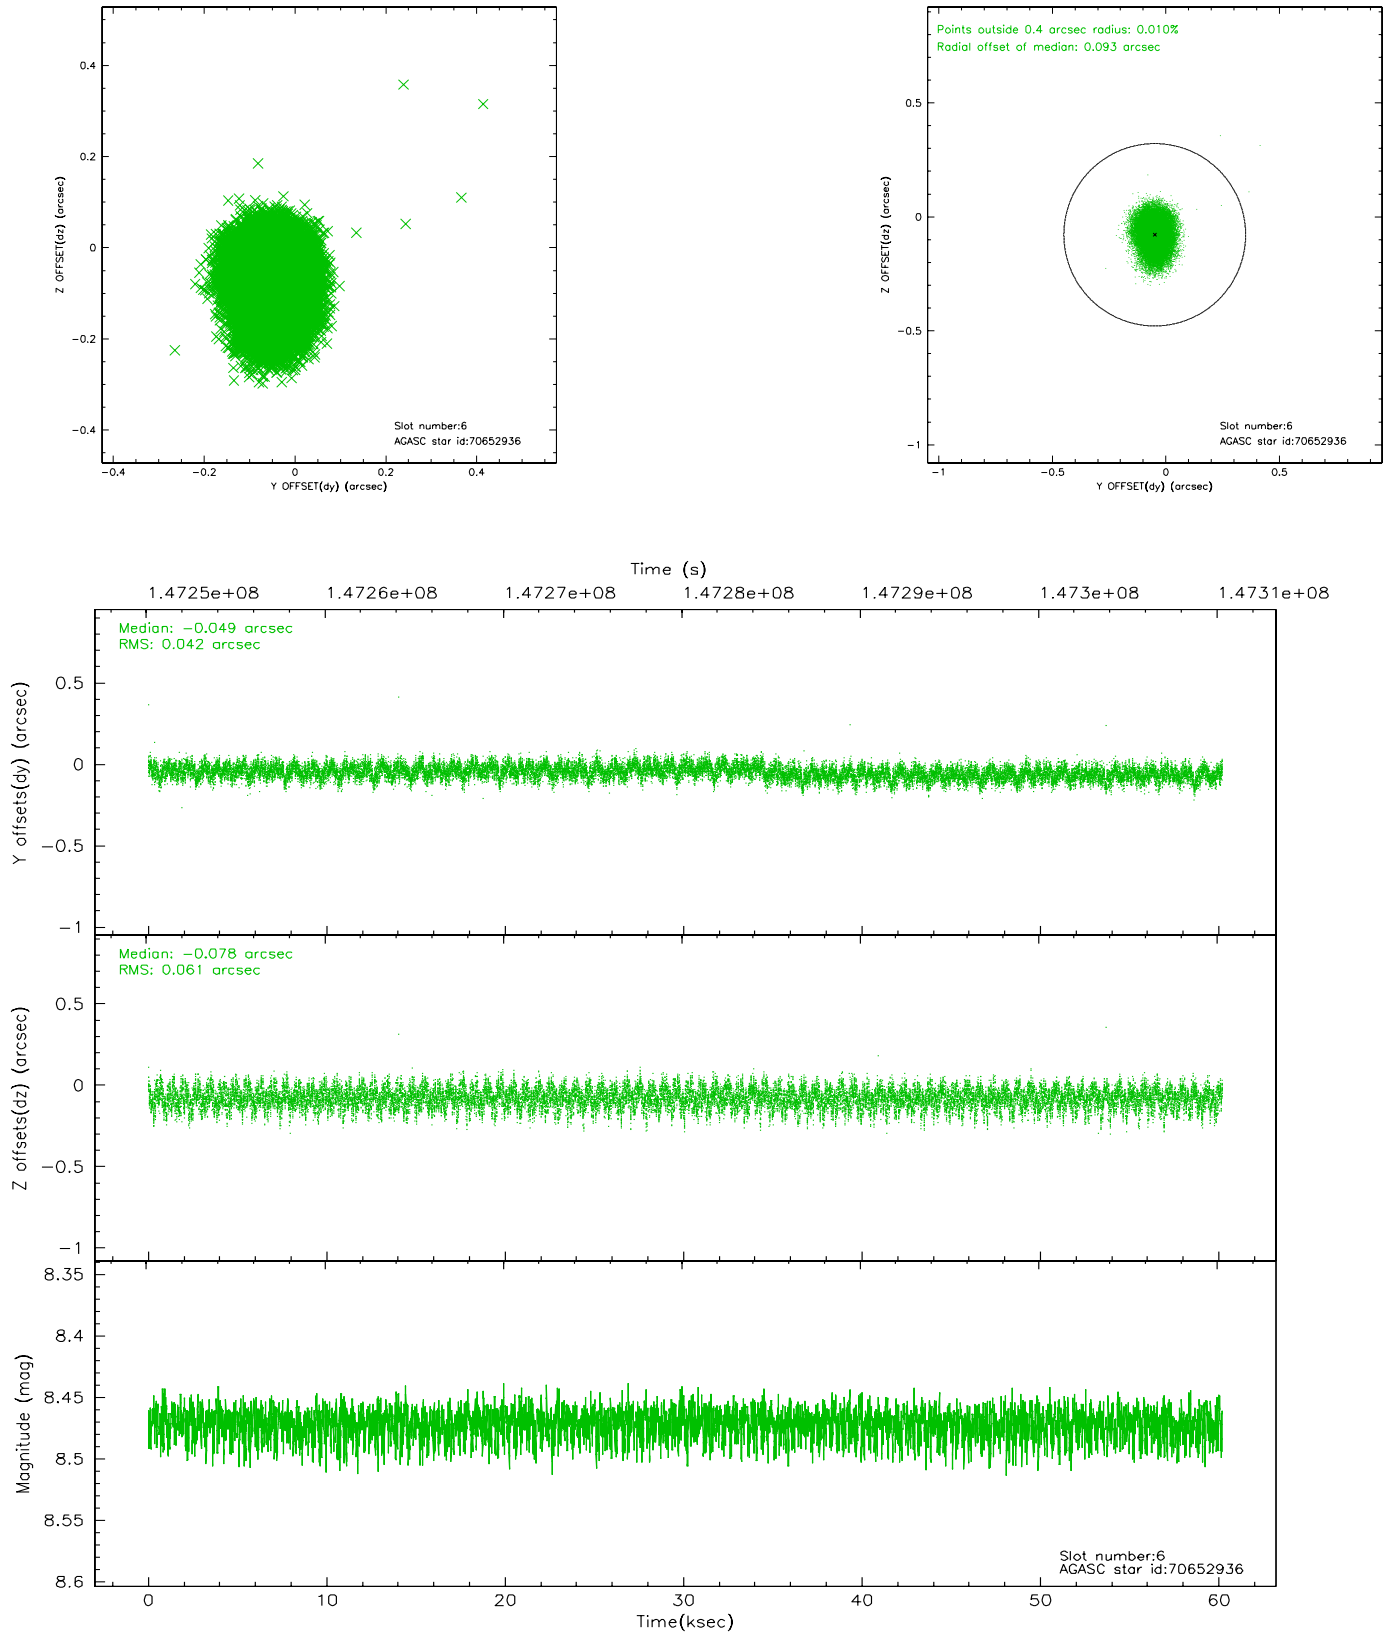 0.4
0.2
0
−0.2
−0.4
Z OFFSET(dz) (arcsec)
−0.4 −0.2 0 0.2 0.4
Y OFFSET(dy) (arcsec)
Slot number:6
AGASC star id:70652936
Points outside 0.4 arcsec radius: 0.010%
Radial offset of median: 0.093 arcsec
0.5
0
−0.5
−1
Z OFFSET(dz) (arcsec)
−1 −0.5 0 0.5
Y OFFSET(dy) (arcsec)
Slot number:6
AGASC star id:70652936
Time (s)
1.4725e+08 1.4726e+08 1.4727e+08 1.4728e+08 1.4729e+08 1.473e+08 1.4731e+08
Median: −0.049 arcsec
RMS: 0.042 arcsec
0.5
0
−0.5
−1
Y offsets(dy) (arcsec)
Median: −0.078 arcsec
RMS: 0.061 arcsec
0.5
0
−0.5
−1
Z offsets(dz) (arcsec)
8.35
8.4
8.45
8.5
8.55
8.6
Magnitude (mag)
Slot number:6
AGASC star id:70652936
0 10 20 30 40 50 60
Time(ksec)